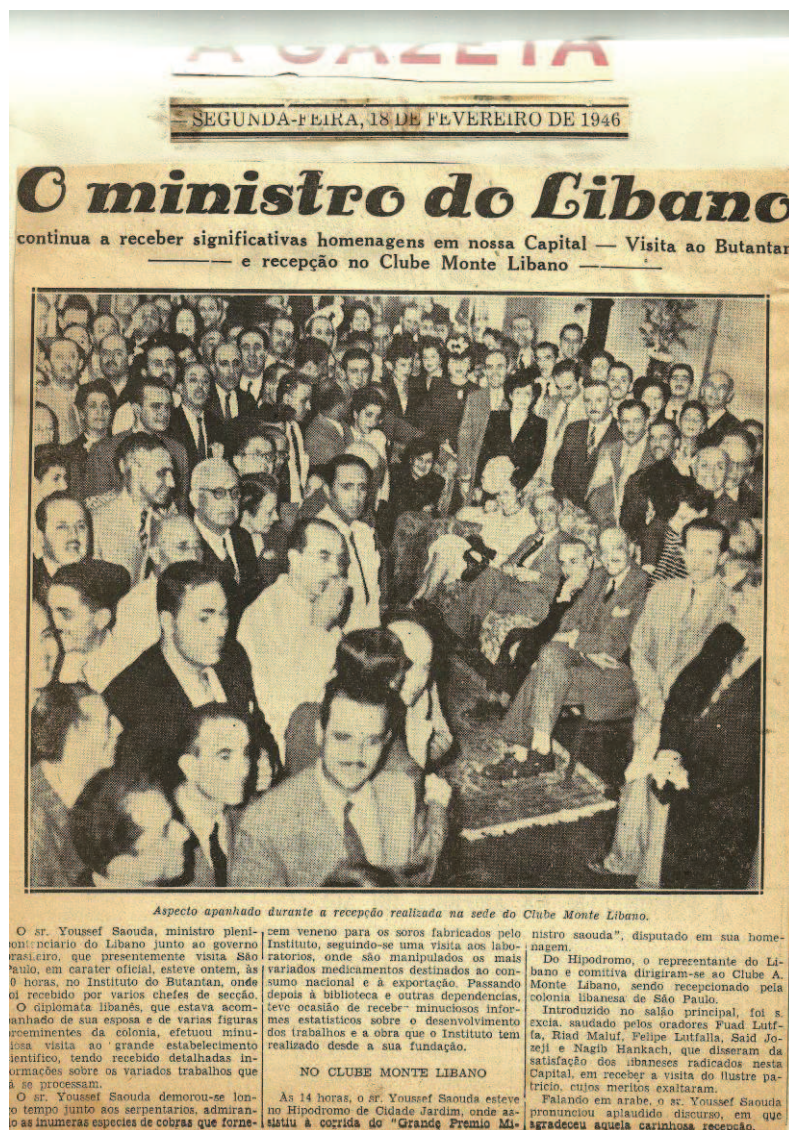 A GAZETA
SEGUNDA-FEIRA, 18 DE FEVEREIRO DE 1946
O ministro do Libano
continua a receber significativas homenagens em nossa Capital — Visita ao Butantan
e recepção no Clube Monte Libano
Aspecto apanhado durante a recepção realizada na sede do Clube Monte Libano.
O sr. Youssef Saouda, ministro pleni-
potenciário do Libano junto ao governo
brasileiro, que presentemente visita São
Paulo, em carater oficial, esteve ontem, às
0 horas, no Instituto do Butantan, onde
foi recebido por varios chefes de secção.
O diplomata libanês, que estava acom-
panhado de sua esposa e de varias figuras
proeminentes da colonia, efetuou minu-
ciosa visita ao grande estabelecimento
cientifico, tendo recebido detalhadas in-
formações sobre os variados trabalhos que
lá se processam.
O sr. Youssef Saouda demorou-se lon-
go tempo junto aos serpentarios, admiran-
do as inumeras especies de cobras que forne-
cem veneno para os soros fabricados pelo
Instituto, seguindo-se uma visita aos labo-
ratorios, onde são manipulados os mais
variados medicamentos destinados ao con-
sumo nacional e à exportação. Passando
depois à biblioteca e outras dependencias,
teve ocasião de receber minuciosos infor-
mes estatisticos sobre o desenvolvimento
dos trabalhos e a obra que o Instituto tem
realizado desde a sua fundação.
NO CLUBE MONTE LIBANO
Às 14 horas, o sr. Youssef Saouda esteve
no Hipodromo de Cidade Jardim, onde as-
sistiu à corrida do "Grande Premio Mi-
nistro saouda", disputado em sua home-
nagem.
Do Hipodromo, o representante do Li-
bano e comitiva dirigiram-se ao Clube A.
Monte Libano, sendo recepcionado pela
colonia libanesa de São Paulo.
Introduzido no salão principal, foi s.
excia. saudado pelos oradores Fuad Lutf-
fa, Riad Maluf, Felipe Lutfalla, Said Jo-
zeji e Nagib Hankach, que disseram da
satisfação dos libaneses radicados nesta
Capital, em receber a visita do ilustre pa-
tricio, cujos meritos exaltaram.
Falando em arabe, o sr. Youssef Saouda
pronunciou aplaudido discurso, em que
agradeceu aquela carinhosa recepção.